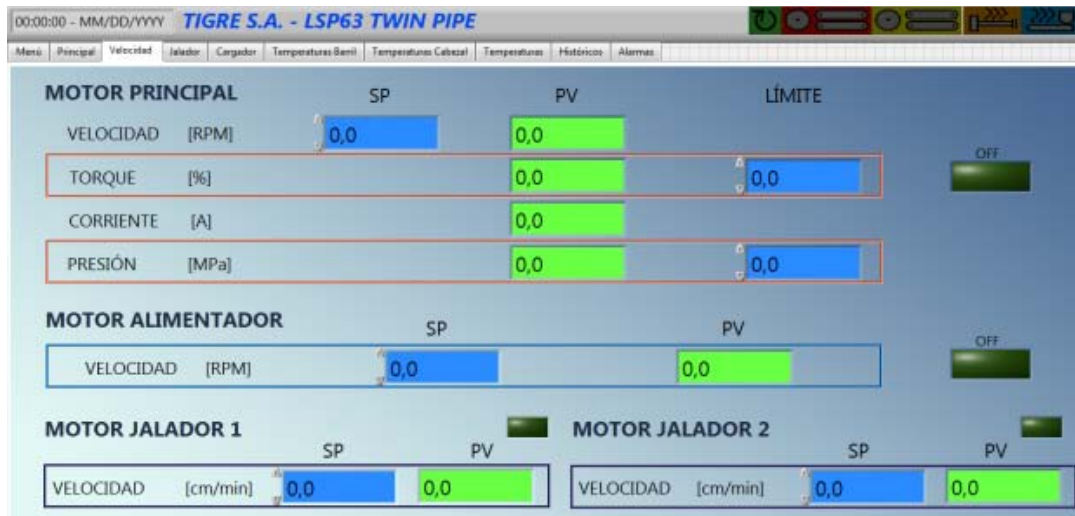 00:00:00 - MM/DD/YYYY TIGRE S.A. - LSP63 TWIN PIPE
Menú Principal Velocidad Jalador Cargador Temperaturas Barril Temperaturas Cabezal Temperaturas Históricos Alarmas
MOTOR PRINCIPAL SP PV LÍMITE
VELOCIDAD [RPM] 0,0 0,0
OFF
TORQUE [%] 0,0 0,0
CORRIENTE [A] 0,0
PRESIÓN [MPa] 0,0 0,0
MOTOR ALIMENTADOR SP PV
OFF
VELOCIDAD [RPM] 0,0 0,0
MOTOR JALADOR 1 MOTOR JALADOR 2
SP PV SP PV
VELOCIDAD [cm/min] 0,0 0,0 VELOCIDAD [cm/min] 0,0 0,0